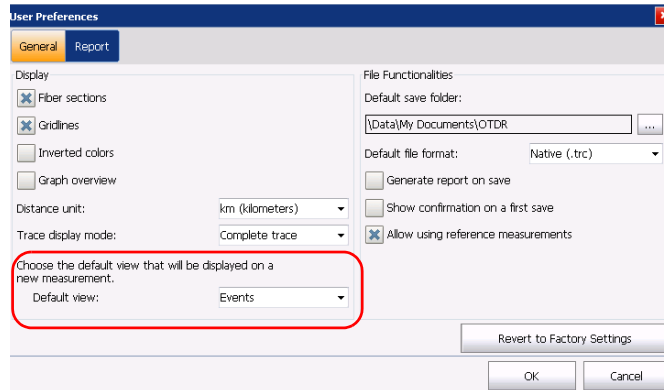 User Preferences
General
Report
Display
Fiber sections
Gridlines
Inverted colors
Graph overview
Distance unit:
km (kilometers)
Trace display mode:
Complete trace
Choose the default view that will be displayed on a
new measurement.
Default view:
Events
File Functionalities
Default save folder:
\Data\My Documents\OTDR
...
Default file format:
Native (.trc)
Generate report on save
Show confirmation on a first save
Allow using reference measurements
Revert to Factory Settings
OK
Cancel